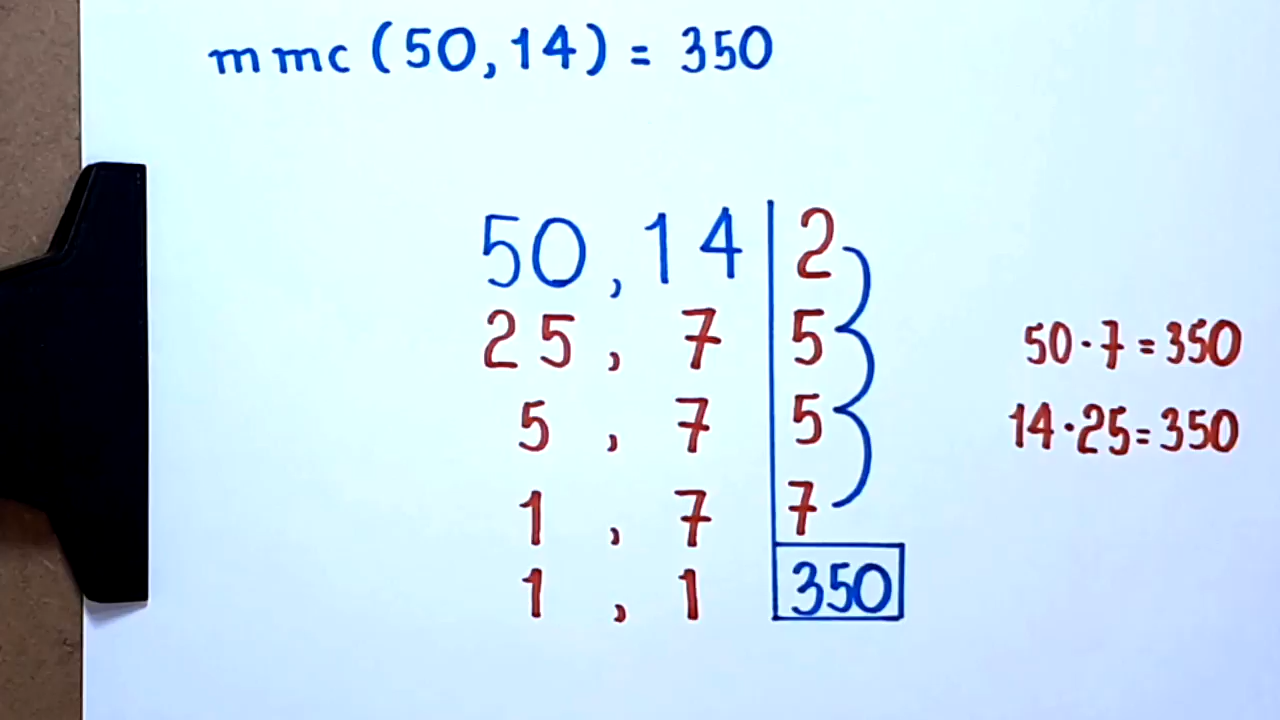 mmc (50,14) = 350
50, 14 | 2
25, 7 | 5
50·7=350
5, 7 | 5
14·25=350
1, 7 | 7
1, 1 | 350